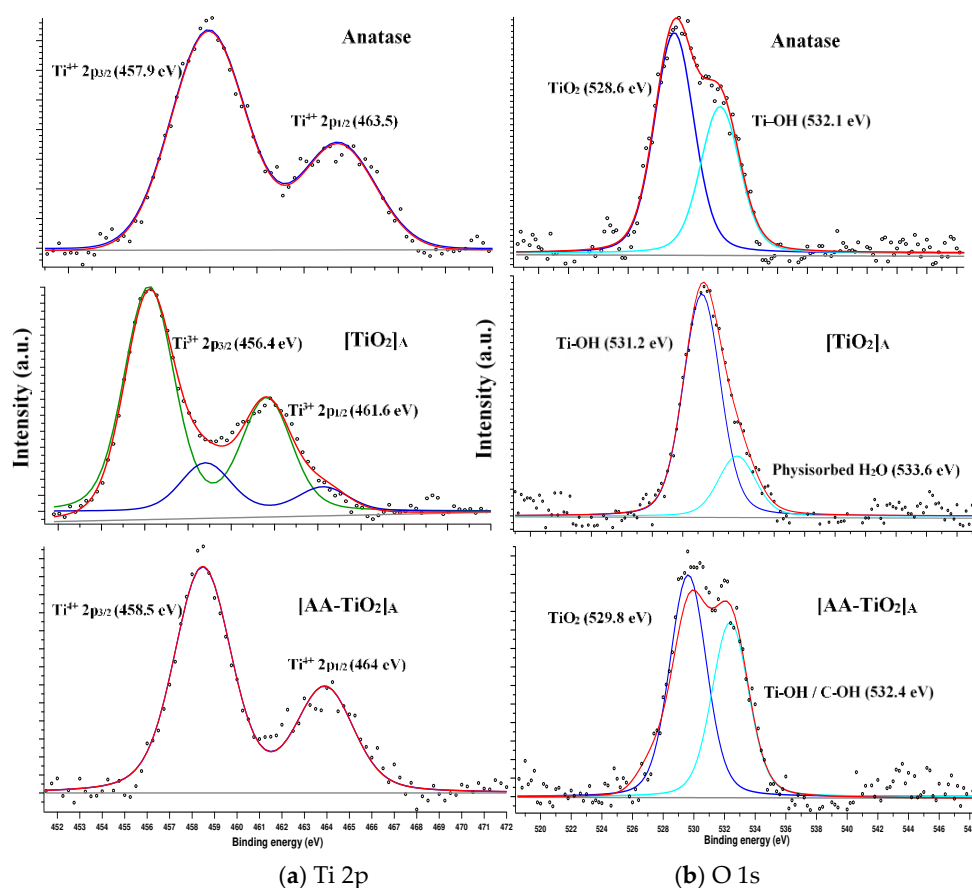 Anatase
Ti⁴⁺ 2p₃/₂ (457.9 eV)
Ti⁴⁺ 2p₁/₂ (463.5)
[TiO₂]A
Ti³⁺ 2p₃/₂ (456.4 eV)
Ti³⁺ 2p₁/₂ (461.6 eV)
Intensity (a.u.)
[AA-TiO₂]A
Ti⁴⁺ 2p₃/₂ (458.5 eV)
Ti⁴⁺ 2p₁/₂ (464 eV)
452 453 455 456 457 459 460 461 463 464 465 467 468 469 471 472
Binding energy (eV)
(a) Ti 2p
Anatase
TiO₂ (528.6 eV)
Ti-OH (532.1 eV)
[TiO₂]A
Ti-OH (531.2 eV)
Physisorbed H₂O (533.6 eV)
Intensity (a.u.)
[AA-TiO₂]A
TiO₂ (529.8 eV)
Ti-OH / C-OH (532.4 eV)
520 522 524 526 528 530 532 534 536 538 540 542 544 546
Binding energy (eV)
(b) O 1s